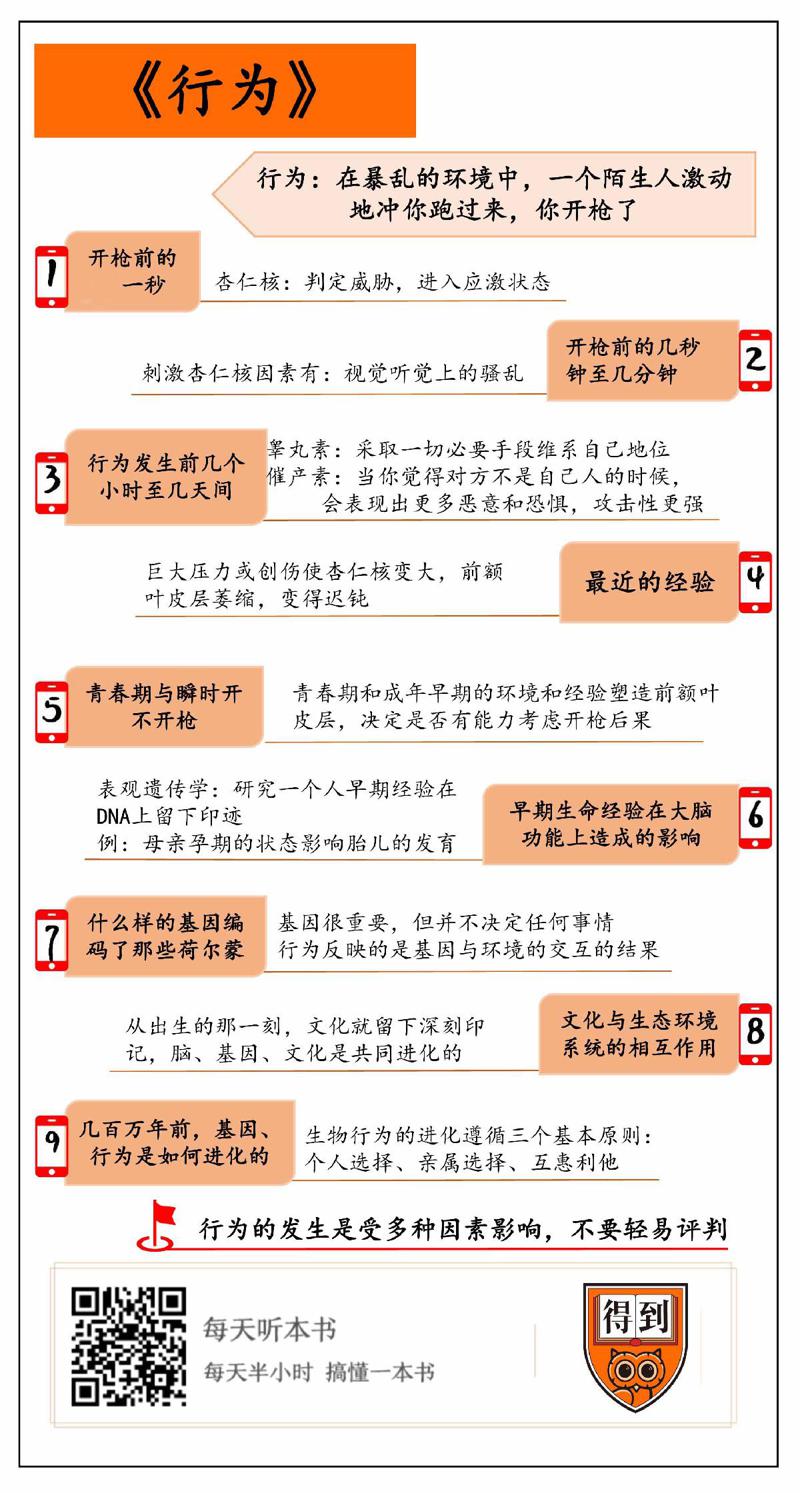 《行为》
行为：在暴乱的环境中，一个陌生人激动
地冲你跑过来，你开枪了
1
开枪前的
一秒
杏仁核：判定威胁，进入应激状态
刺激杏仁核因素有：视觉听觉上的骚乱
开枪前的几秒
钟至几分钟
2
3
行为发生前几个
小时至几天间
睾丸素：采取一切必要手段维系自己地位
催产素：当你觉得对方不是自己人的时候，
会表现出更多恶意和恐惧，攻击性更强
巨大压力或创伤使杏仁核变大，前额
叶皮层萎缩，变得迟钝
最近的经验
4
5
青春期与瞬时开
不开枪
青春期和成年早期的环境和经验塑造前额叶
皮层，决定是否有能力考虑开枪后果
表观遗传学：研究一个人早期经验在
DNA上留下印迹
例：母亲孕期的状态影响胎儿的发育
早期生命经验在大脑
功能上造成的影响
6
7
什么样的基因编
码了那些荷尔蒙
基因很重要，但并不决定任何事情
行为反映的是基因与环境的交互的结果
从出生的那一刻，文化就留下深刻印
记，脑、基因、文化是共同进化的
文化与生态环境
系统的相互作用
8
9
几百万年前，基因、
行为是如何进化的
生物行为的进化遵循三个基本原则：
个人选择、亲属选择、互惠利他
行为的发生是受多种因素影响，不要轻易评判
每天听本书
每天半小时 搞懂一本书
得到